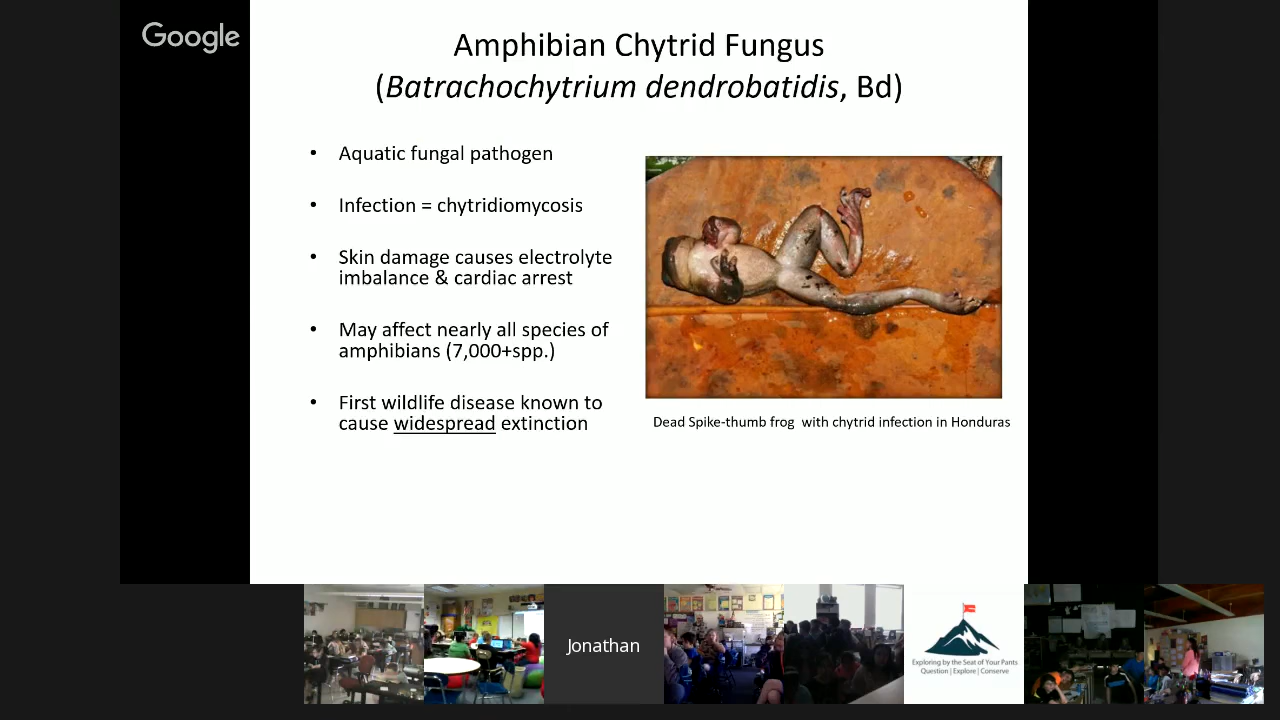 Google
Amphibian Chytrid Fungus
(Batrachochytrium dendrobatidis, Bd)
• Aquatic fungal pathogen
• Infection = chytridiomycosis
• Skin damage causes electrolyte
imbalance & cardiac arrest
• May affect nearly all species of
amphibians (7,000+spp.)
• First wildlife disease known to
cause widespread extinction
Dead Spike-thumb frog with chytrid infection in Honduras
Jonathan
Exploring by the Seat of Your Pants
Question | Explore | Conserve